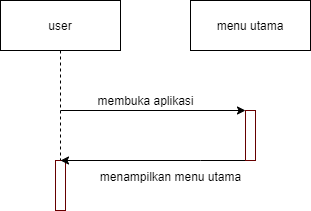 user
menu utama
membuka aplikasi
menampilkan menu utama